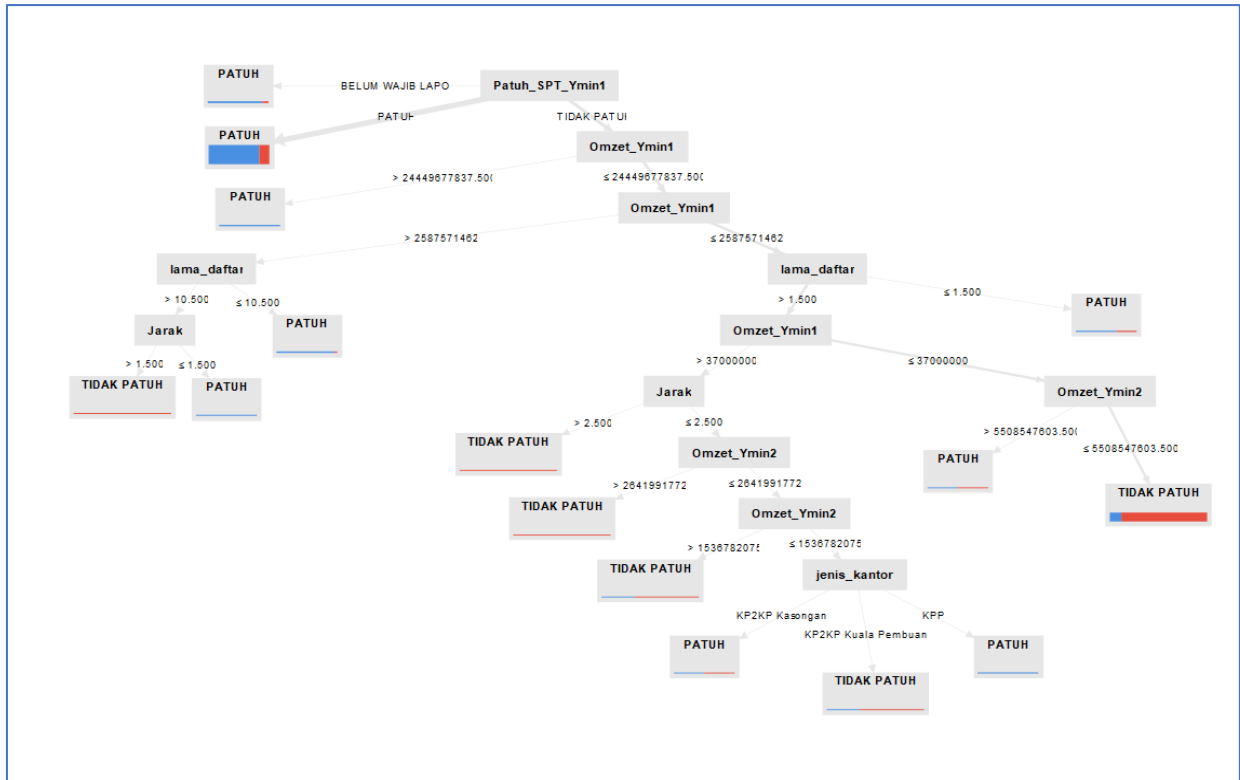 PATUH
BELUM WAJIB LAPO
Patuh_SPT_Ymin1
PATUH
PATUH
TIDAK PATUH
Omzet_Ymin1
> 24449677837.500
≤ 24449677837.500
PATUH
Omzet_Ymin1
> 2587571462
≤ 2587571462
lama_daftar
lama_daftar
> 10.500
≤ 10.500
> 1.500
≤ 1.500
PATUH
Jarak
PATUH
Omzet_Ymin1
> 1.500
≤ 1.500
> 37000000
≤ 37000000
TIDAK PATUH
PATUH
Jarak
Omzet_Ymin2
> 2.500
≤ 2.500
> 5508547603.500
≤ 5508547603.500
TIDAK PATUH
Omzet_Ymin2
PATUH
> 2641991772
≤ 2641991772
TIDAK PATUH
TIDAK PATUH
Omzet_Ymin2
> 1536782075
≤ 1536782075
TIDAK PATUH
jenis_kantor
KP2KP Kasongan
KPP
KP2KP Kuala Pembuan
PATUH
PATUH
TIDAK PATUH